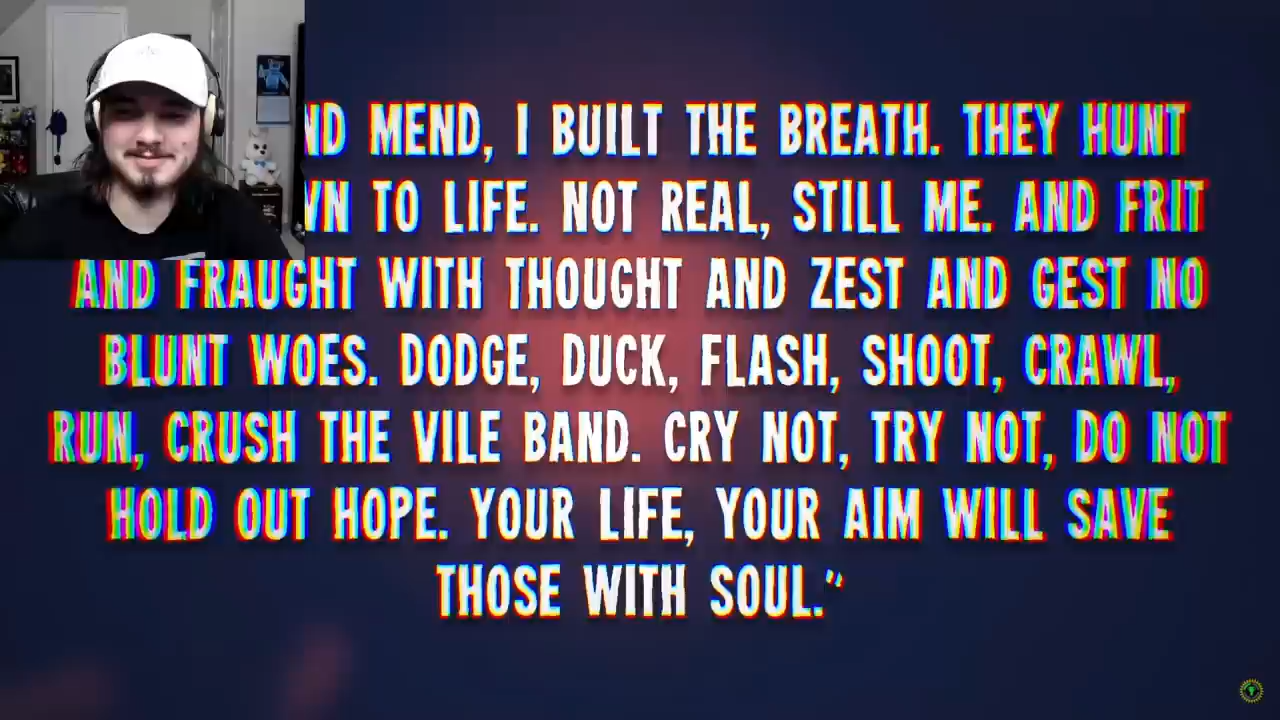 ND MEND, I BUILT THE BREATH. THEY HUNT
WN TO LIFE. NOT REAL, STILL ME. AND FRIT
AND FRAUGHT WITH THOUGHT AND ZEST AND GEST NO
BLUNT WOES. DODGE, DUCK, FLASH, SHOOT, CRAWL,
RUN, CRUSH THE VILE BAND. CRY NOT, TRY NOT, DO NOT
HOLD OUT HOPE. YOUR LIFE, YOUR AIM WILL SAVE
THOSE WITH SOUL."